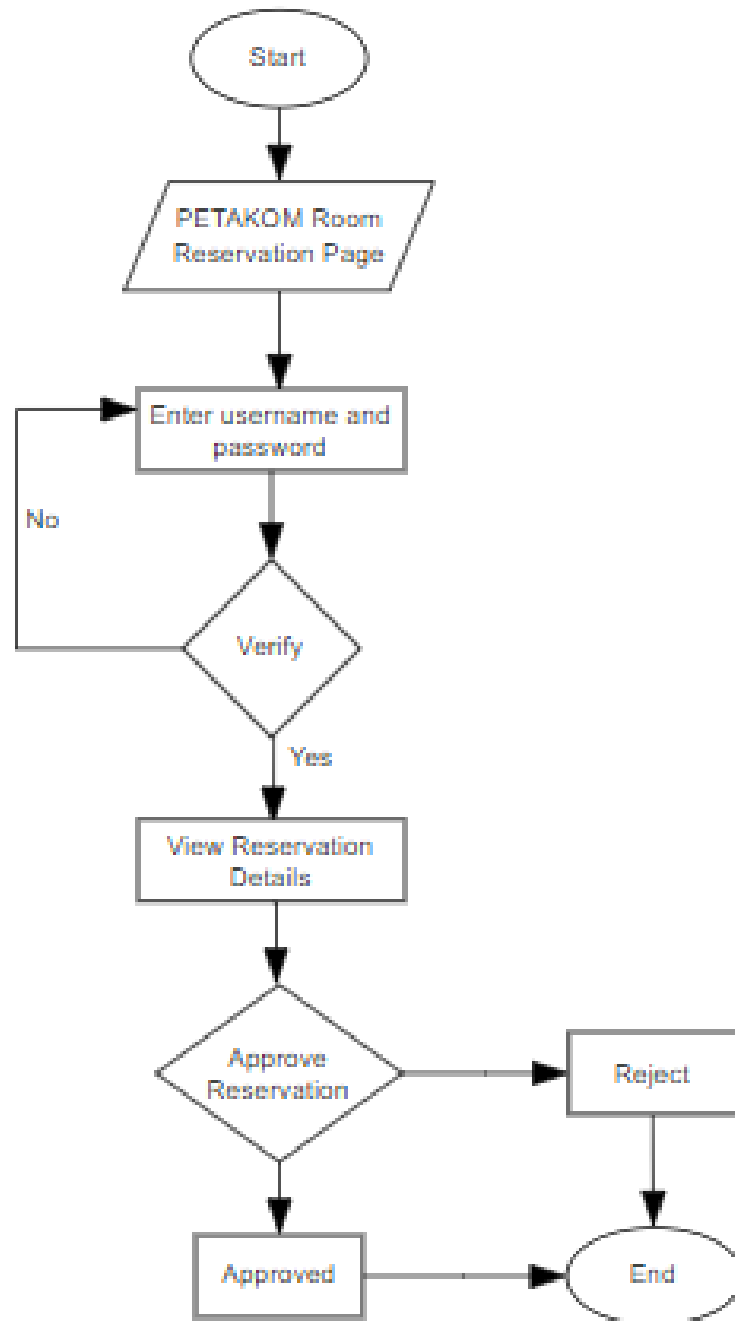 Start
PETAKOM Room
Reservation Page
Enter username and
password
No
Verify
Yes
View Reservation
Details
Approve
Reservation
Reject
Approved
End